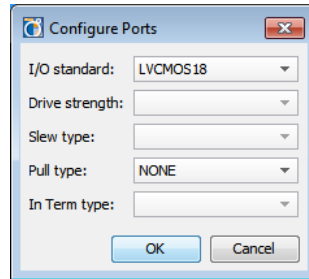 Configure Ports
I/O standard: LVCMOS18
Drive strength:
Slew type:
Pull type: NONE
In Term type:
OK Cancel